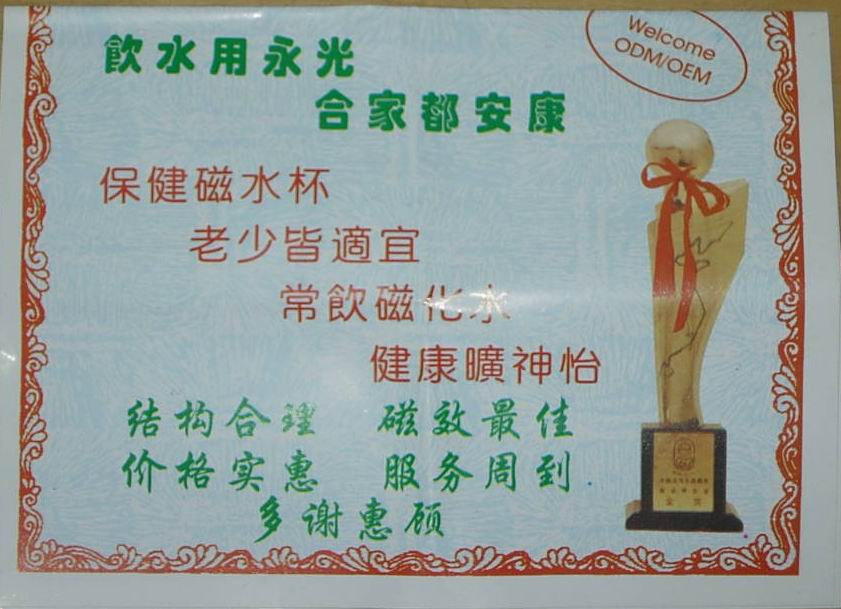 Welcome
ODM/OEM
飲水用永光
合家都安康
保健磁水杯
老少皆適宜
常飲磁化水
健康曠神怡
结构合理 磁效最佳
价格实惠 服务周到
多谢惠顾
金奖